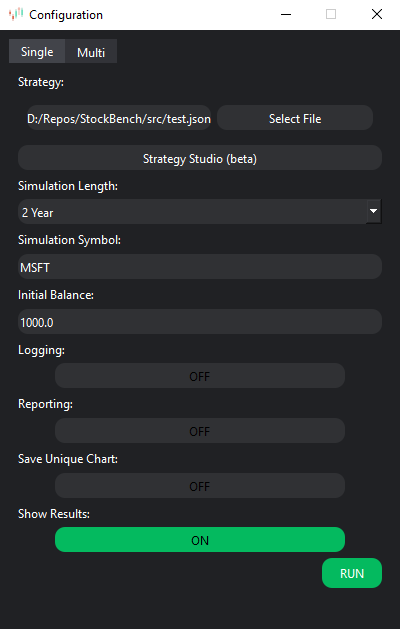 Configuration
Single Multi
Strategy:
D:/Repos/StockBench/src/test.json Select File
Strategy Studio (beta)
Simulation Length:
2 Year
Simulation Symbol:
MSFT
Initial Balance:
1000.0
Logging:
OFF
Reporting:
OFF
Save Unique Chart:
OFF
Show Results:
ON
RUN